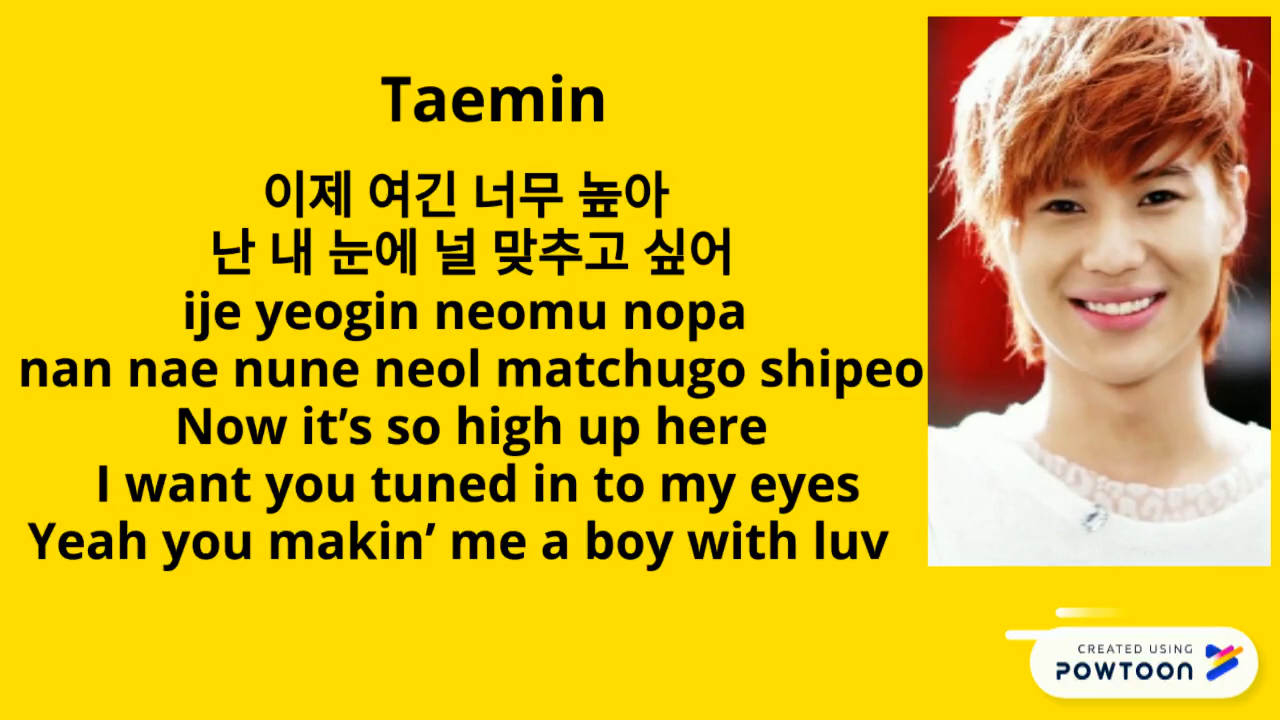 Taemin
이제 여긴 너무 높아
난 내 눈에 널 맞추고 싶어
ije yeogin neomu nopa
nan nae nune neol matchugo shipeo
Now it’s so high up here
I want you tuned in to my eyes
Yeah you makin’ me a boy with luv
CREATED USING
POWTOON